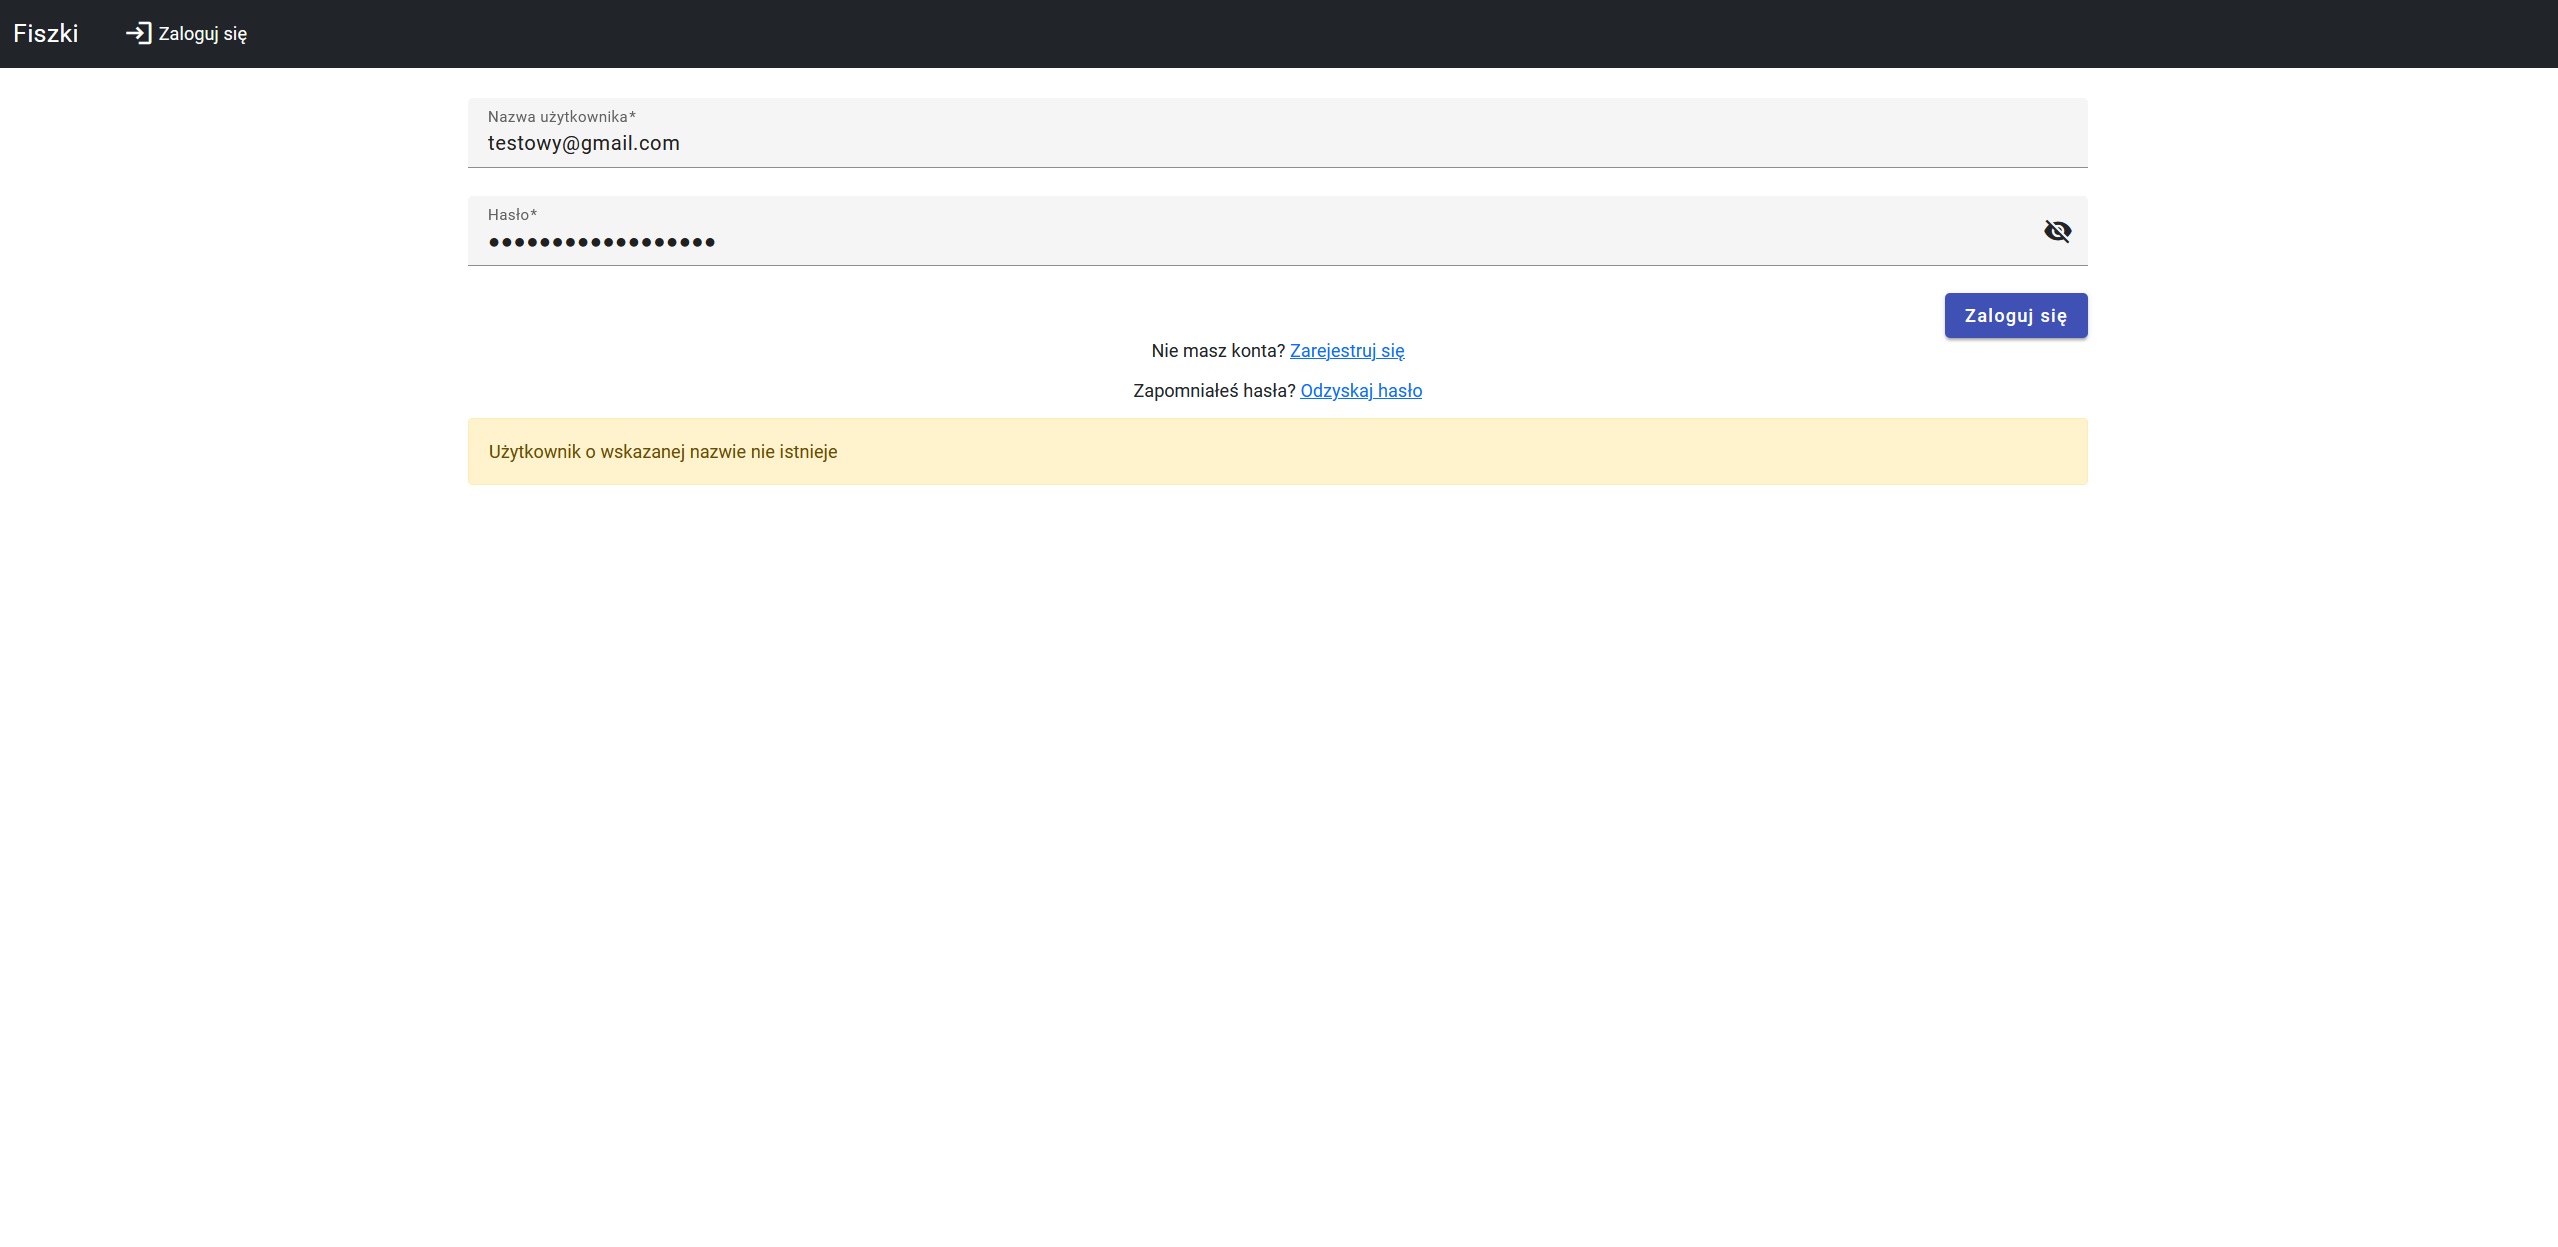 Fiszki Zaloguj się
Nazwa użytkownika*
testowy@gmail.com
Hasło*
••••••••••••••••••
Zaloguj się
Nie masz konta? Zarejestruj się
Zapomniałeś hasła? Odzyskaj hasło
Użytkownik o wskazanej nazwie nie istnieje